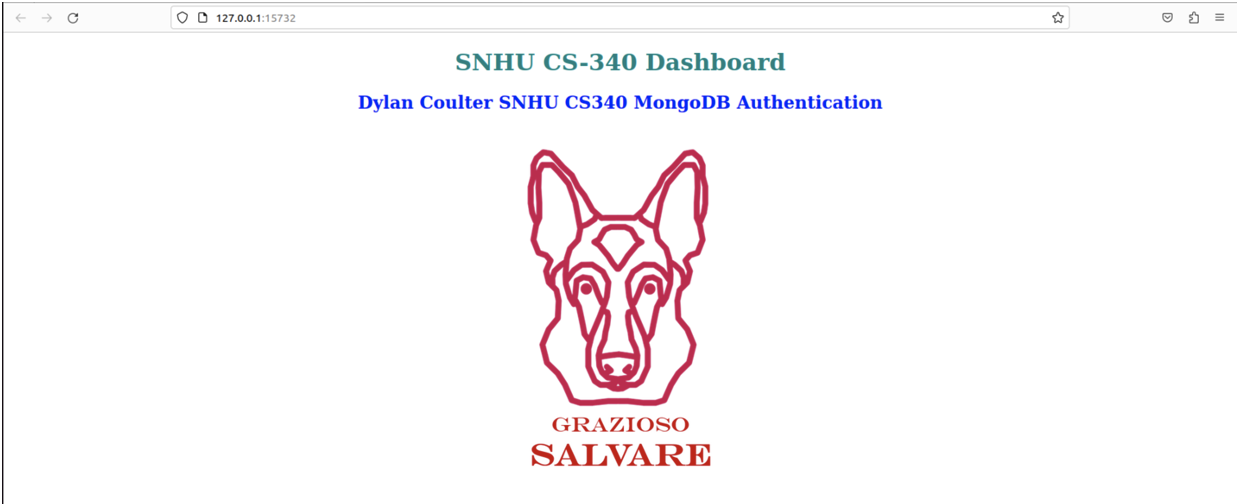 127.0.0.1:15732
SNHU CS-340 Dashboard
Dylan Coulter SNHU CS340 MongoDB Authentication
GRAZIOSO
SALVARE